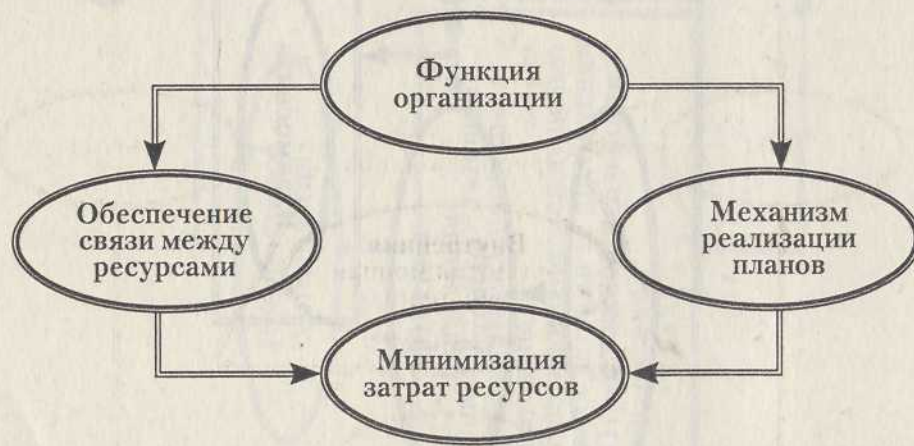 Функция
организации
Обеспечение
связи между
ресурсами
Механизм
реализации
планов
Минимизация
затрат ресурсов